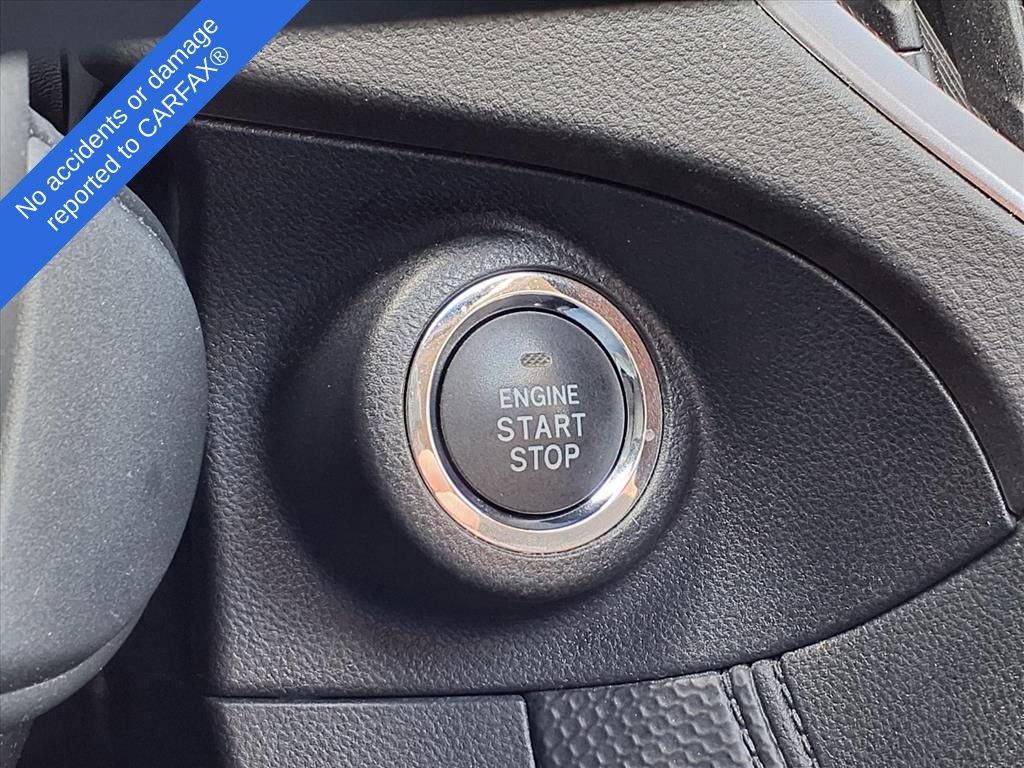 No accidents or damage
reported to CARFAX®
ENGINE
START
STOP